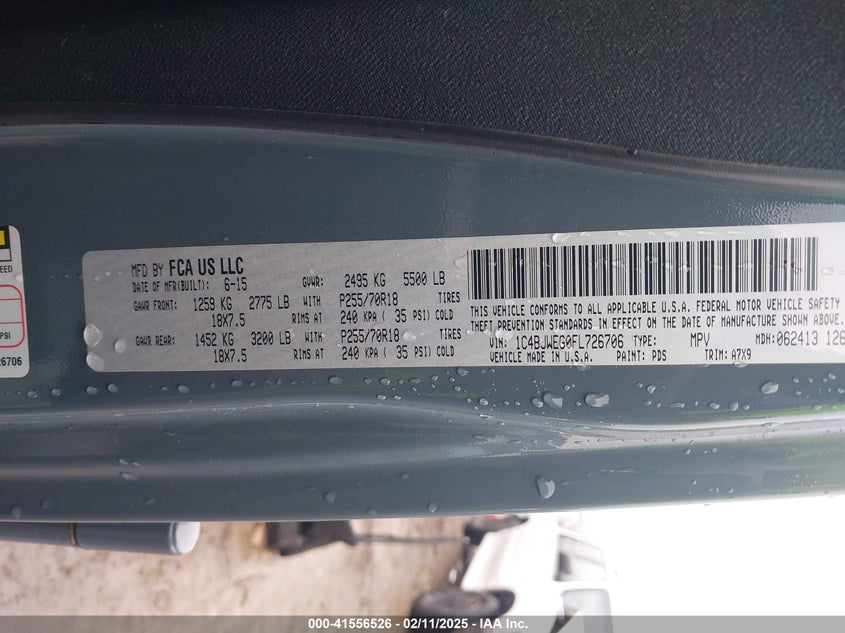 EED
PSI
26706
MFD BY FCA US LLC
DATE OF MFR(BUILT): 6-15 GVWR: 2495 KG 5500 LB
GAWR FRONT: 1259 KG 2775 LB WITH P255/70R18 TIRES
18X7.5 RIMS AT 240 KPA ( 35 PSI) COLD
GAWR REAR: 1452 KG 3200 LB WITH P255/70R18 TIRES
18X7.5 RIMS AT 240 KPA ( 35 PSI) COLD
THIS VEHICLE CONFORMS TO ALL APPLICABLE U.S.A. FEDERAL MOTOR VEHICLE SAFETY
THEFT PREVENTION STANDARDS IN EFFECT ON THE DATE OF MANUFACTURE SHOWN ABOVE.
VIN: 1C4BJWEG0FL726706 TYPE: MPV MDH:062413 126
VEHICLE MADE IN U.S.A. PAINT: PDS TRIM: A7X9
000-41556526 - 02/11/2025 - IAA Inc.